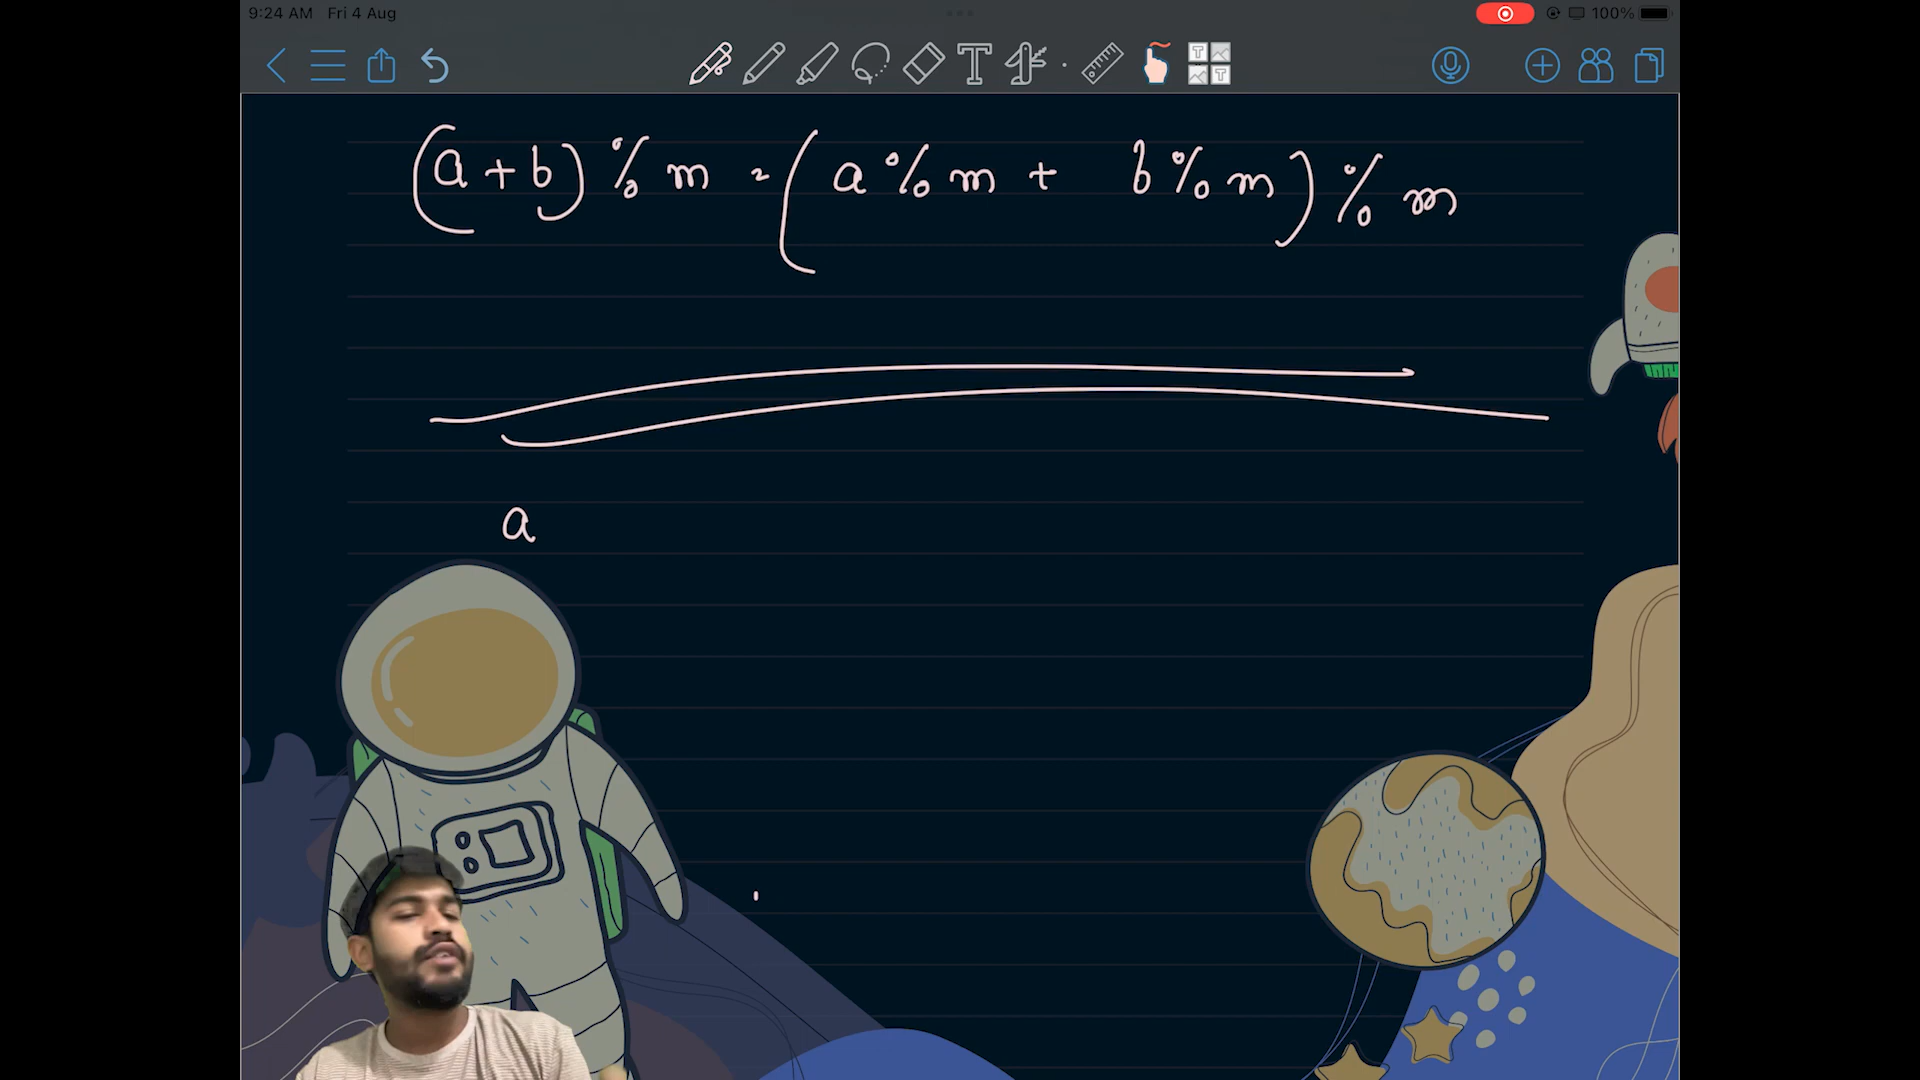 9:24 AM Fri 4 Aug
100%
(a + b) % m = (a % m + b % m) % m
a